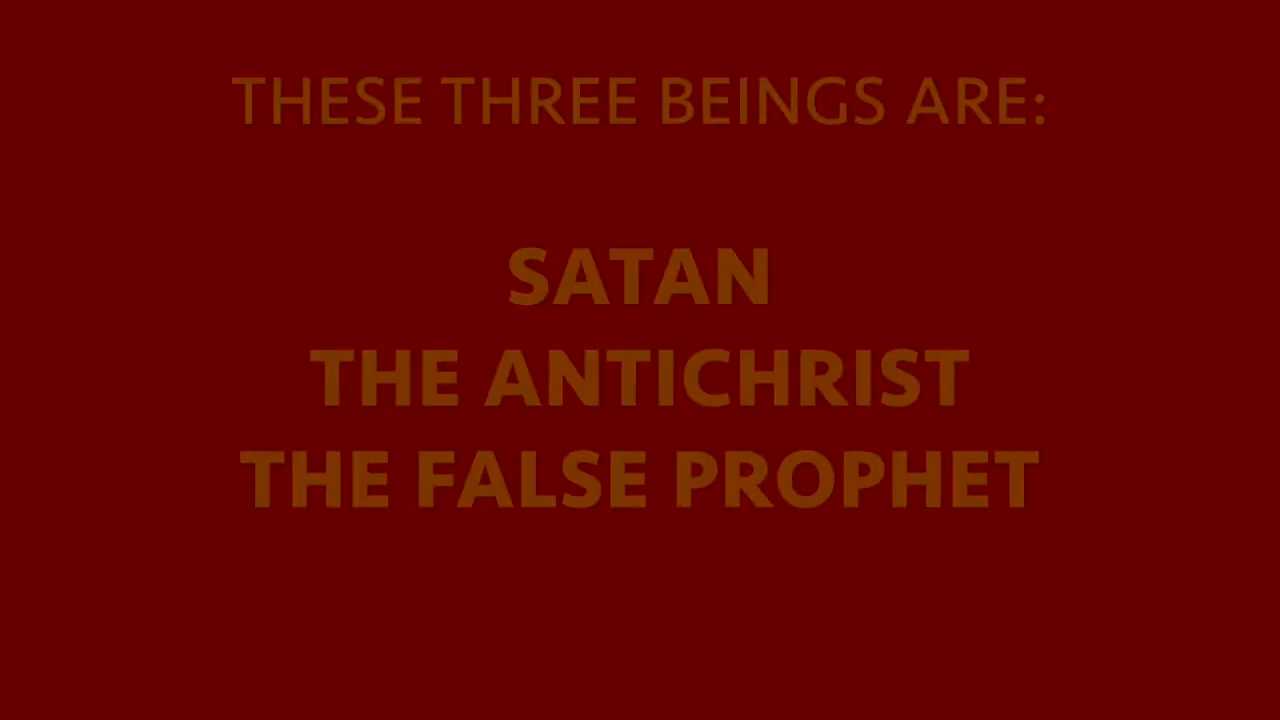 THESE THREE BEINGS ARE:
SATAN
THE ANTICHRIST
THE FALSE PROPHET